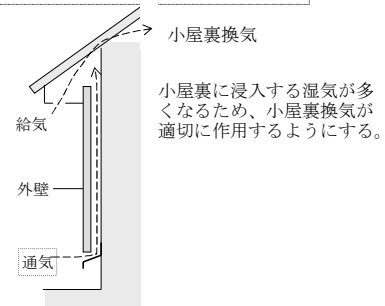 小屋裏換気
小屋裏に浸入する湿気が多
くなるため、小屋裏換気が
適切に作用するようにする。
給気
外壁
通気